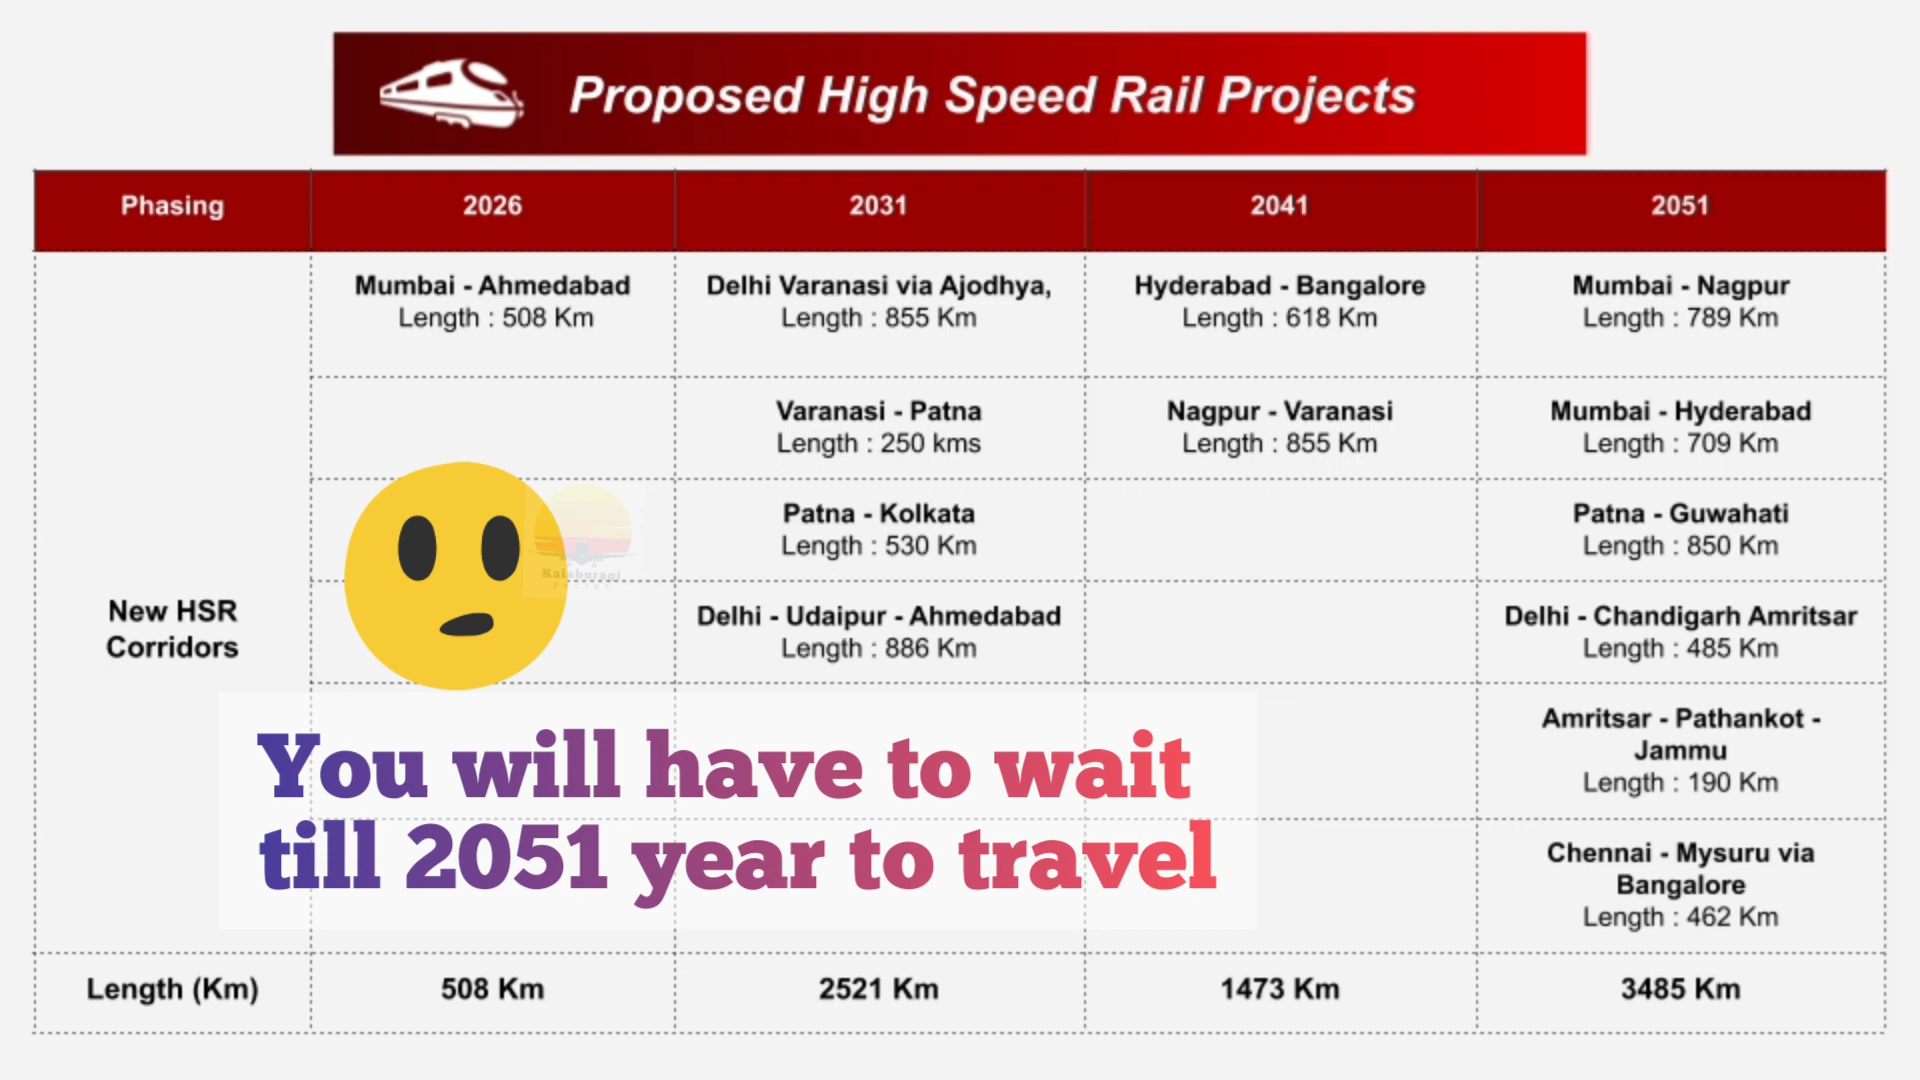 Proposed High Speed Rail Projects
Phasing
2026
2031
2041
2051
Mumbai - Ahmedabad
Length : 508 Km
Delhi Varanasi via Ajodhya,
Length : 855 Km
Hyderabad - Bangalore
Length : 618 Km
Mumbai - Nagpur
Length : 789 Km
Varanasi - Patna
Length : 250 kms
Nagpur - Varanasi
Length : 855 Km
Mumbai - Hyderabad
Length : 709 Km
Patna - Kolkata
Length : 530 Km
Patna - Guwahati
Length : 850 Km
Kalaburagi
New HSR
Corridors
Delhi - Udaipur - Ahmedabad
Length : 886 Km
Delhi - Chandigarh Amritsar
Length : 485 Km
Amritsar - Pathankot -
Jammu
Length : 190 Km
You will have to wait
till 2051 year to travel
Chennai - Mysuru via
Bangalore
Length : 462 Km
Length (Km)
508 Km
2521 Km
1473 Km
3485 Km